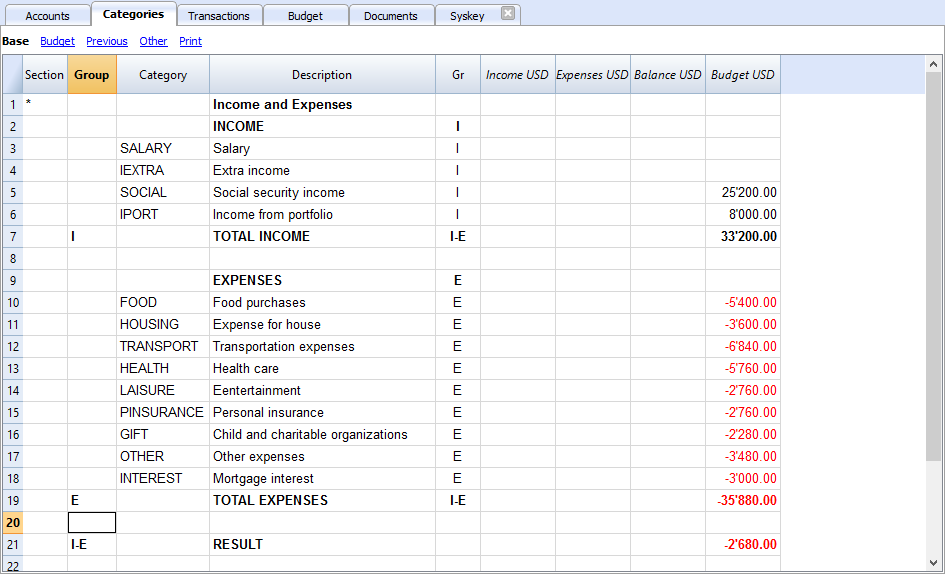 Accounts Categories Transactions Budget Documents Syskey
Base Budget Previous Other Print
Section Group Category Description Gr Income USD Expenses USD Balance USD Budget USD
1 * Income and Expenses
2 INCOME I
3 SALARY Salary I
4 IEXTRA Extra income I
5 SOCIAL Social security income I 25'200.00
6 IPORT Income from portfolio I 8'000.00
7 I TOTAL INCOME I-E 33'200.00
8
9 EXPENSES E
10 FOOD Food purchases E -5'400.00
11 HOUSING Expense for house E -3'600.00
12 TRANSPORT Transportation expenses E -6'840.00
13 HEALTH Health care E -5'760.00
14 LAISURE Eentertainment E -2'760.00
15 PINSURANCE Personal insurance E -2'760.00
16 GIFT Child and charitable organizations E -2'280.00
17 OTHER Other expenses E -3'480.00
18 INTEREST Mortgage interest E -3'000.00
19 E TOTAL EXPENSES I-E -35'880.00
20
21 I-E RESULT -2'680.00
22